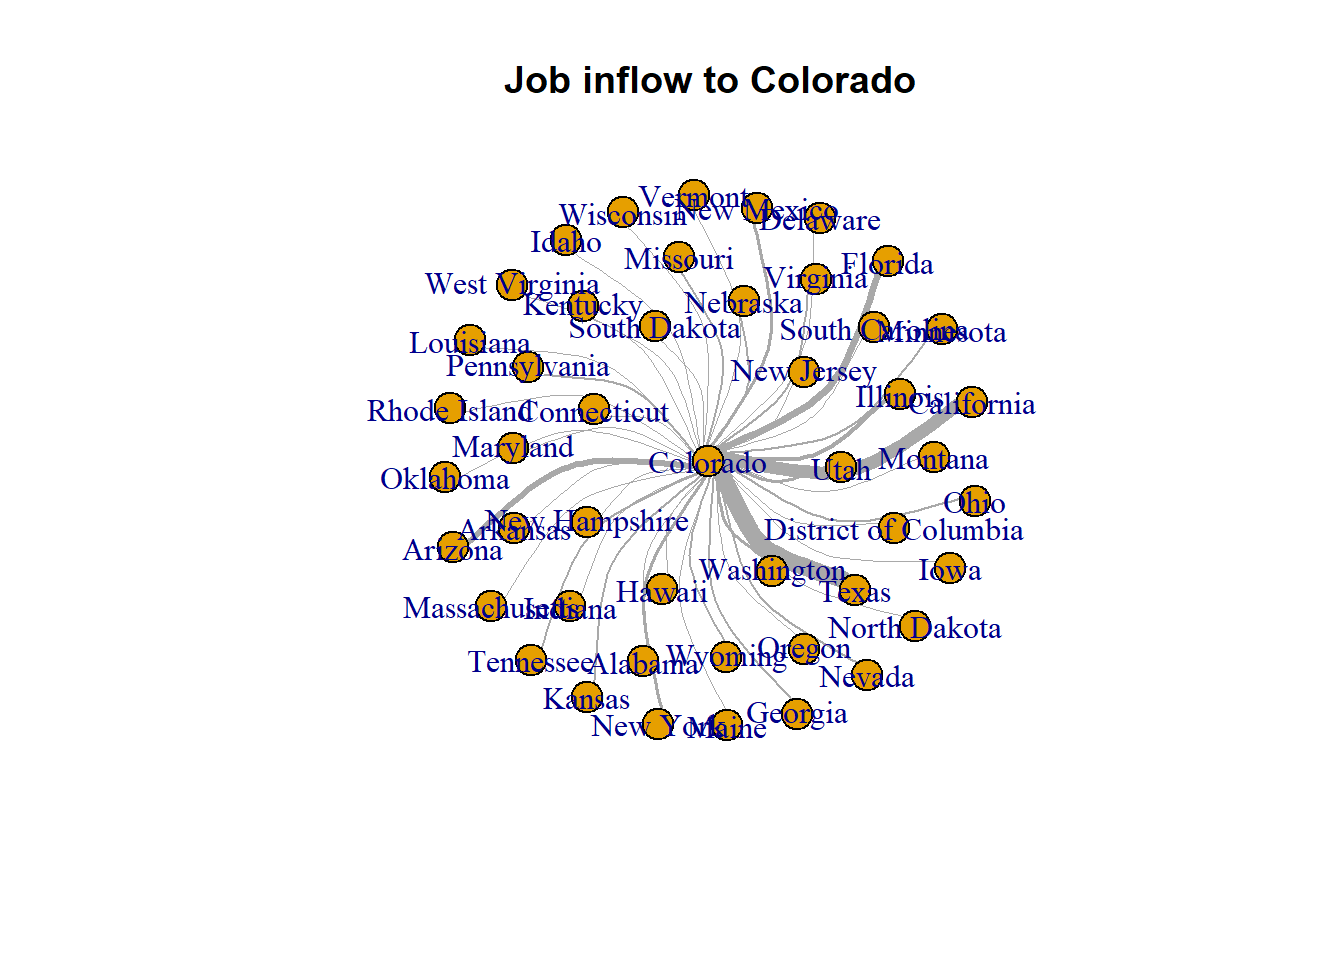 Job inflow to Colorado
Vermont
Wisconsin
New Mexico
Delaware
Idaho
Missouri
Florida
West Virginia
Virginia
Kentucky
Nebraska
South Dakota
South Carolina
Minnesota
Louisiana
Pennsylvania
New Jersey
Illinois
California
Rhode Island
Connecticut
Maryland
Colorado
Utah
Montana
Oklahoma
Ohio
New Hampshire
Arkansas
District of Columbia
Arizona
Washington
Iowa
Hawaii
Texas
Massachusetts
Indiana
North Dakota
Oregon
Tennessee
Alabama
Wyoming
Nevada
Kansas
Georgia
New York
Maine